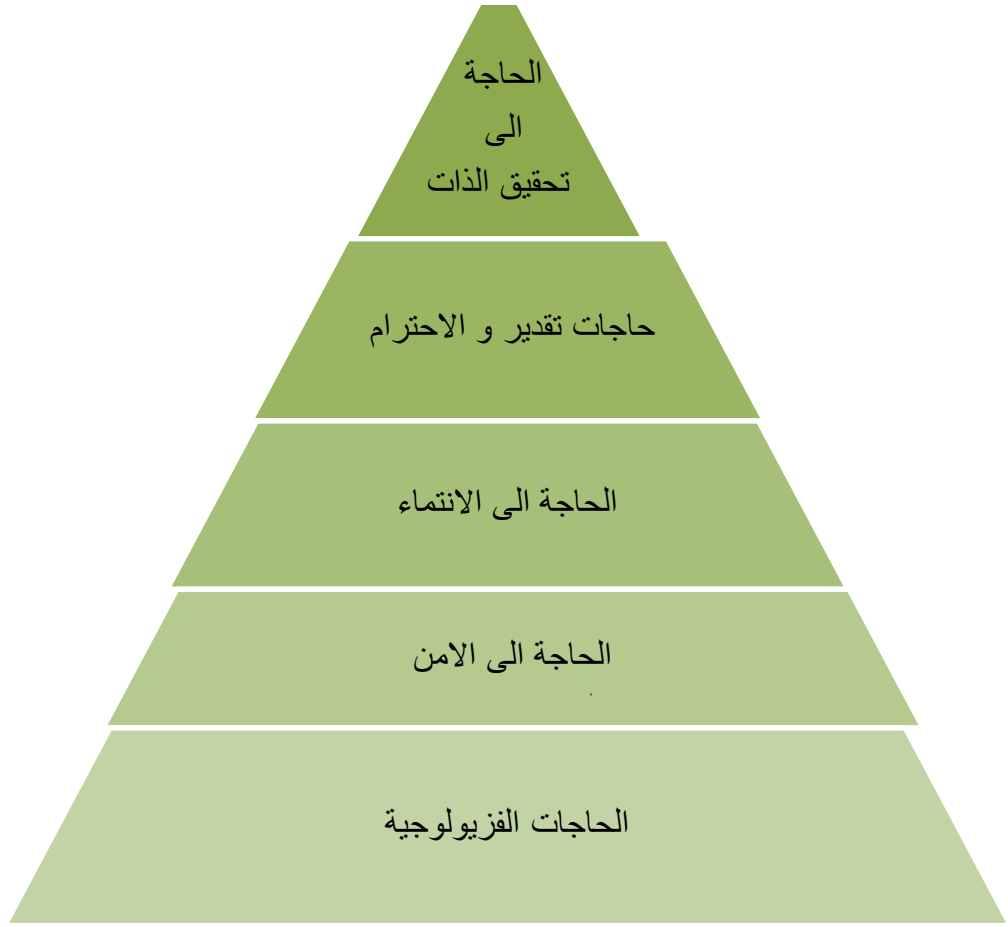 الحاجة
الى
تحقيق الذات
حاجات تقدير و الاحترام
الحاجة الى الانتماء
الحاجة الى الامن
.
الحاجات الفزيولوجية